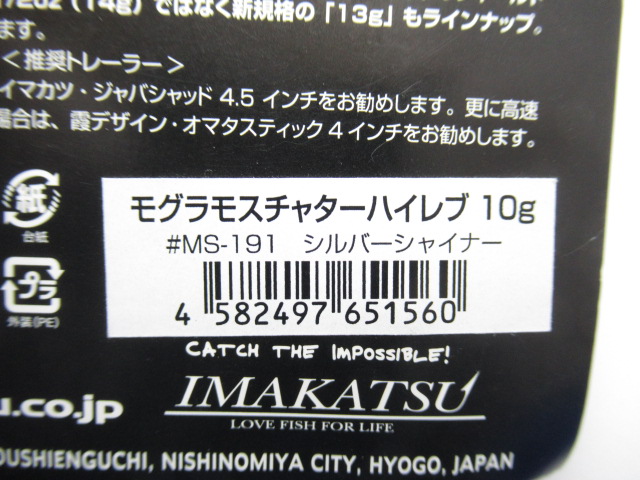 (14g)ではなく新規格の「13g」もラインナップ。
ます。
<推奨トレーラー>
イマカツ・ジャバシャッド 4.5 インチをお勧めします。更に高速
場合は、霞デザイン・オマタスティック 4 インチをお勧めします。
紙
台紙
プラ
外装(PE)
モグラモスチャターハイレブ 10g
#MS-191 シルバーシャイナー
4 582497 651560
CATCH THE IMPOSSIBLE!
u.co.jp
IMAKATSU
LOVE FISH FOR LIFE
OUSHIENGUCHI, NISHINOMIYA CITY, HYOGO, JAPAN